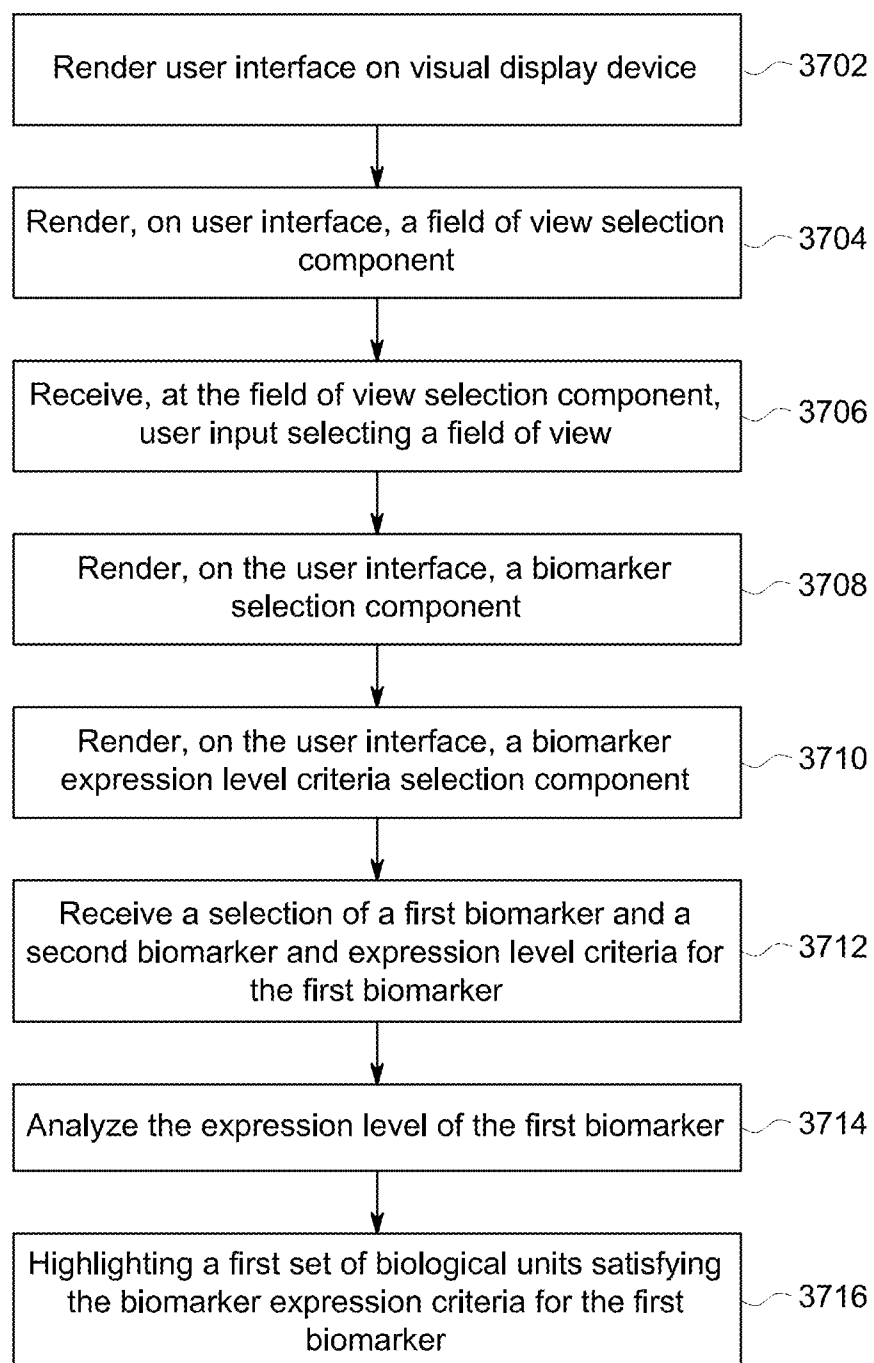 Render user interface on visual display device
3702
Render, on user interface, a field of view selection
component
3704
Receive, at the field of view selection component,
user input selecting a field of view
3706
Render, on the user interface, a biomarker
selection component
3708
Render, on the user interface, a biomarker
expression level criteria selection component
3710
Receive a selection of a first biomarker and a
second biomarker and expression level criteria for
the first biomarker
3712
Analyze the expression level of the first biomarker
3714
Highlighting a first set of biological units satisfying
the biomarker expression criteria for the first
biomarker
3716